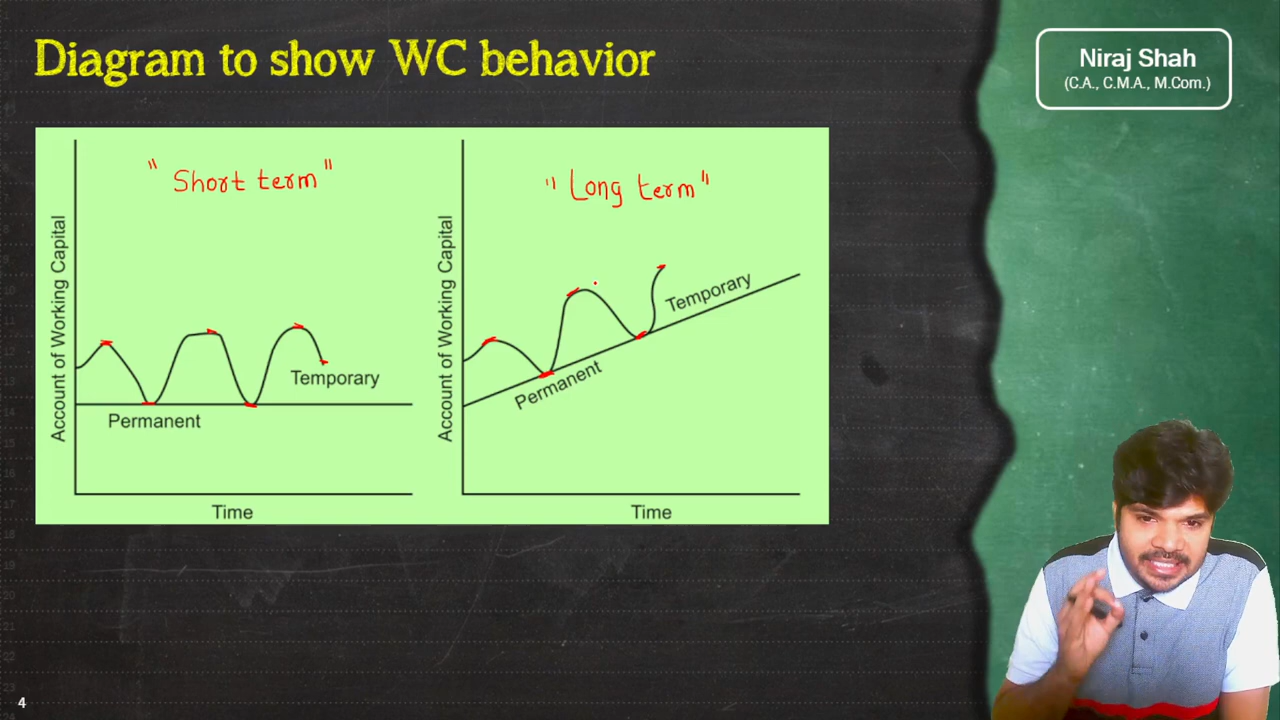 Diagram to show WC behavior
Niraj Shah
(C.A., C.M.A., M.Com.)
"Short term"
Account of Working Capital
Temporary
Permanent
Time
"Long term"
Account of Working Capital
Temporary
Permanent
Time
4